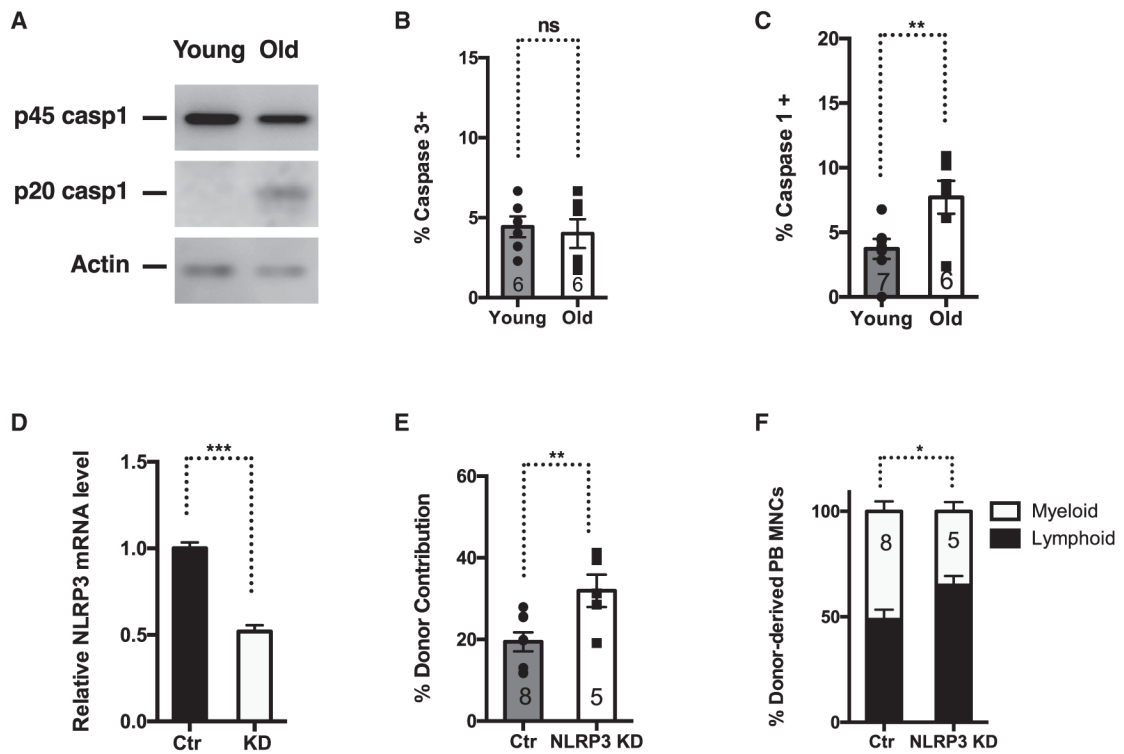 A
Young Old
p45 casp1
p20 casp1
Actin
B
ns
% Caspase 3+
15
10
5
0
6
6
Young Old
C
**
% Caspase 1 +
20
15
10
5
0
7
6
Young Old
D
***
Relative NLRP3 mRNA level
1.5
1.0
0.5
0.0
Ctr KD
E
**
% Donor Contribution
60
40
20
0
8
5
Ctr NLRP3 KD
F
*
% Donor-derived PB MNCs
100
50
0
8
5
Ctr NLRP3 KD
Myeloid
Lymphoid